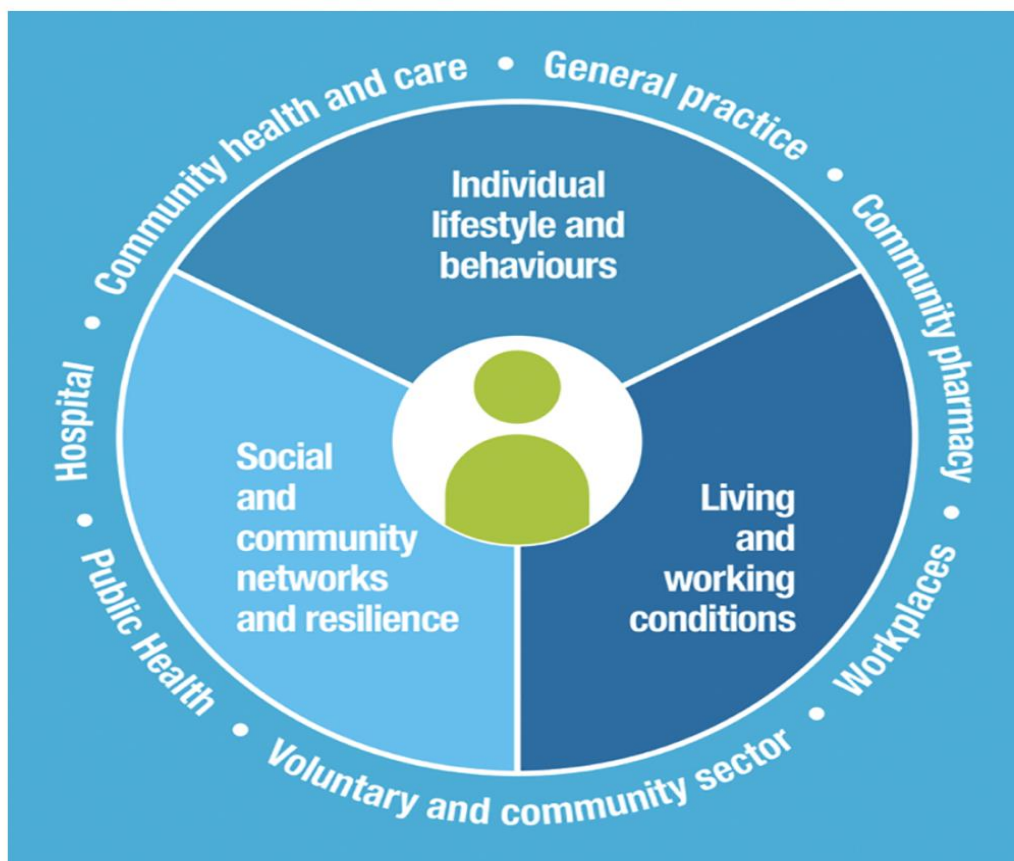 Community health and care • General practice • Community pharmacy • Workplaces • Voluntary and community sector • Public Health • Hospital •
Individual
lifestyle and
behaviours
Social
and
community
networks
and resilience
Living
and
working
conditions